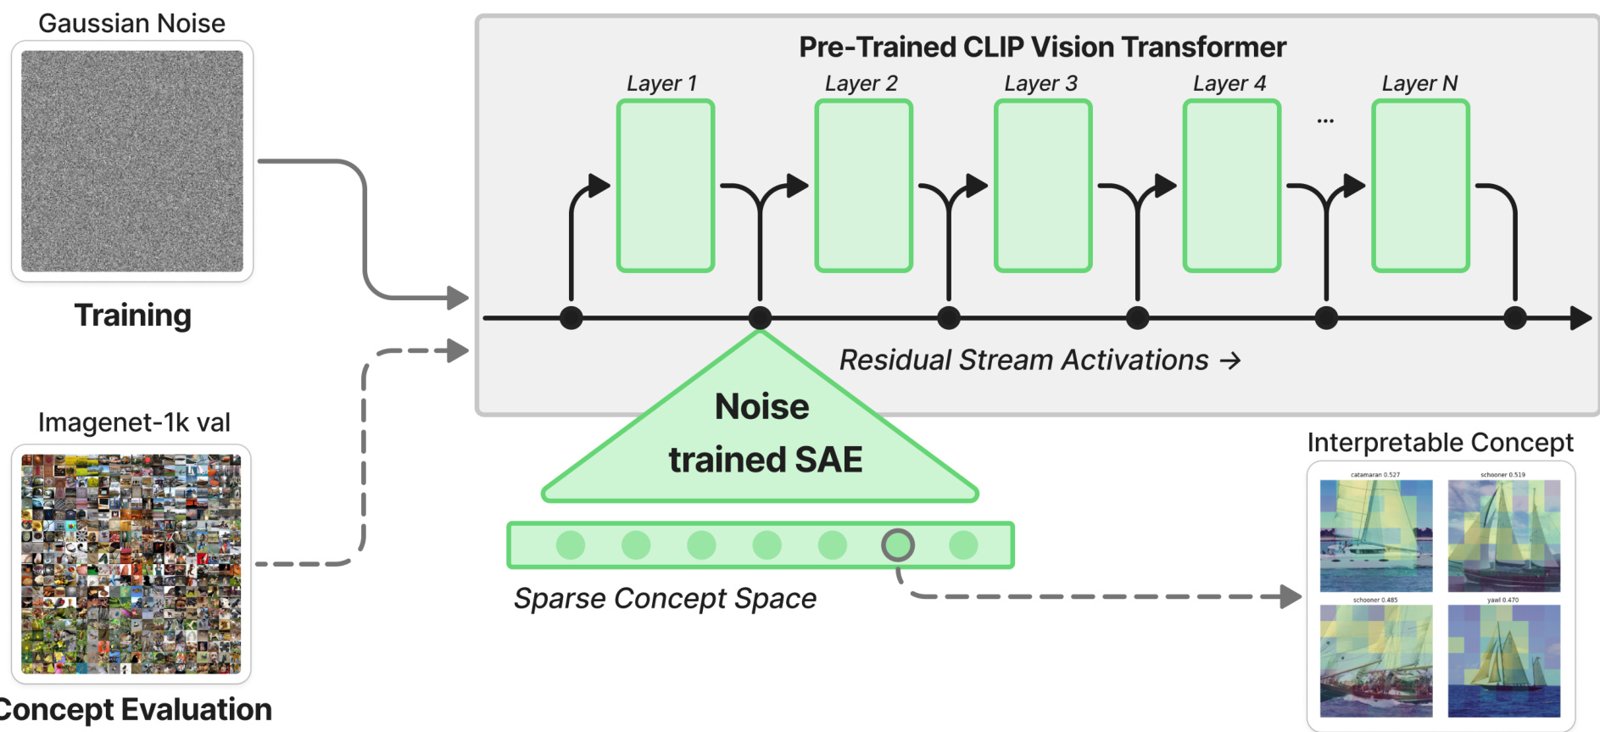 Gaussian Noise
Training
Imagenet-1k val
Concept Evaluation
Pre-Trained CLIP Vision Transformer
Layer 1
Layer 2
Layer 3
Layer 4
...
Layer N
Residual Stream Activations →
Noise
trained SAE
Sparse Concept Space
Interpretable Concept
catamaran 0.527
schooner 0.519
schooner 0.485
yawl 0.470